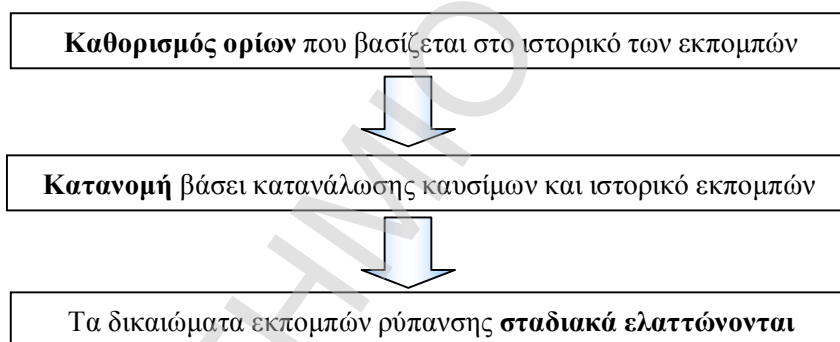 Καθορισμός ορίων που βασίζεται στο ιστορικό των εκπομπών
Κατανομή βάσει κατανάλωσης καυσίμων και ιστορικό εκπομπών
Τα δικαιώματα εκπομπών ρύπανσης σταδιακά ελαττώνονται